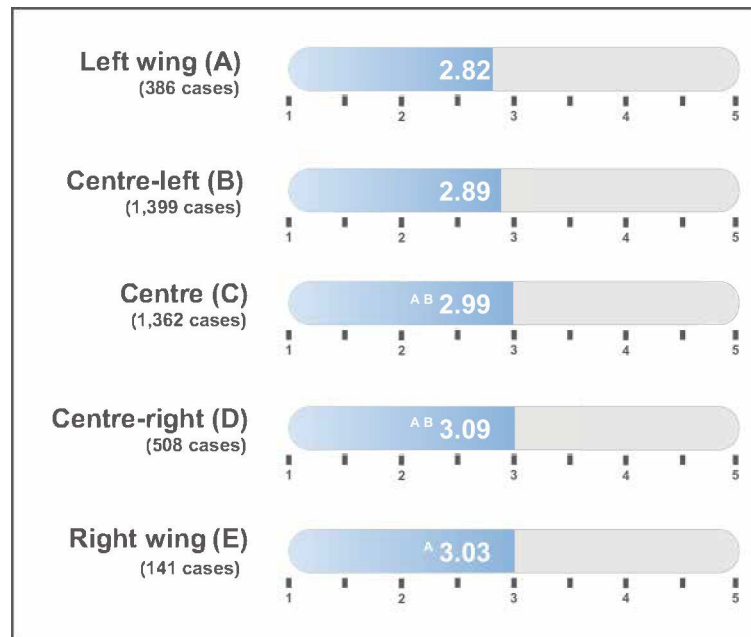 Left wing (A)
(386 cases)
2.82
1 2 3 4 5
Centre-left (B)
(1,399 cases)
2.89
1 2 3 4 5
Centre (C)
(1,362 cases)
A B 2.99
1 2 3 4 5
Centre-right (D)
(508 cases)
A B 3.09
1 2 3 4 5
Right wing (E)
(141 cases)
A 3.03
1 2 3 4 5